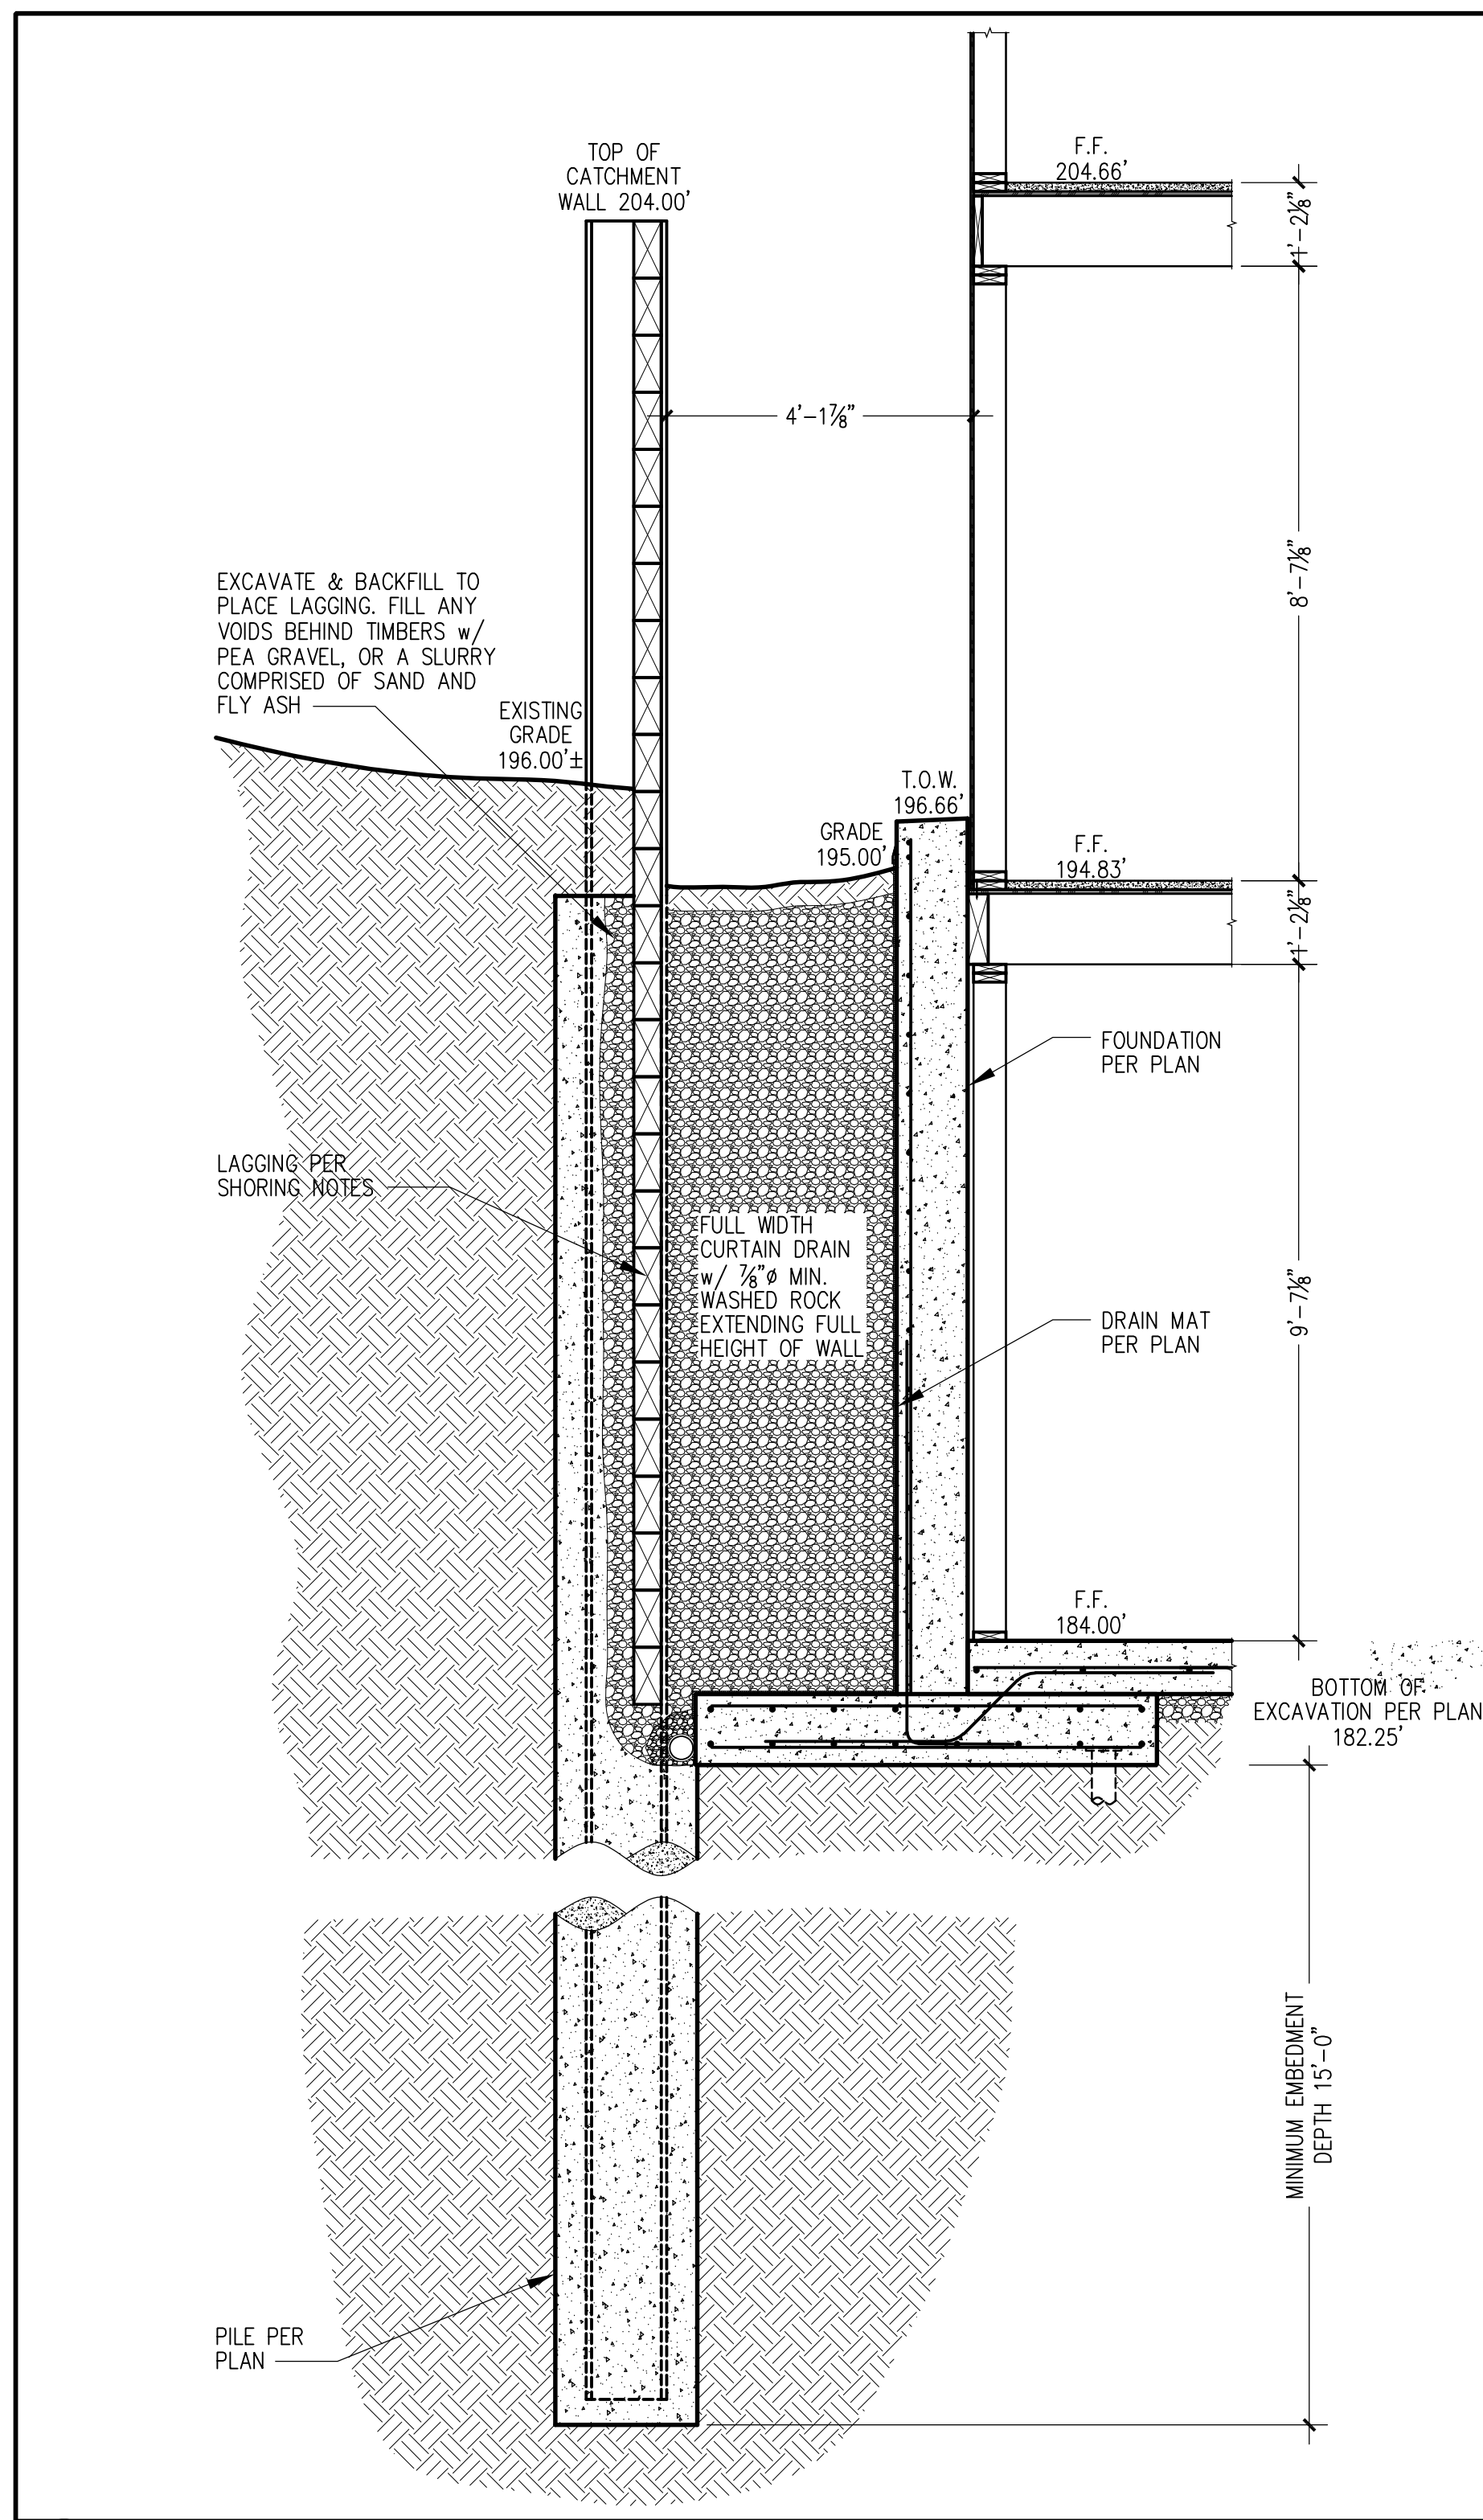 F.F.
204.66'
TOP OF
CATCHMENT
WALL 204.00'
1'-2⅛"
4'-1⅞"
8'-7⅛"
EXCAVATE & BACKFILL TO
PLACE LAGGING. FILL ANY
VOIDS BEHIND TIMBERS w/
PEA GRAVEL, OR A SLURRY
COMPRISED OF SAND AND
FLY ASH
EXISTING
GRADE
196.00'±
T.O.W.
196.66'
GRADE
195.00'
F.F.
194.83'
1'-2⅛"
FOUNDATION
PER PLAN
LAGGING PER
SHORING NOTES
FULL WIDTH
CURTAIN DRAIN
w/ ⅞"ø MIN.
WASHED ROCK
EXTENDING FULL
HEIGHT OF WALL
DRAIN MAT
PER PLAN
9'-7⅛"
F.F.
184.00'
BOTTOM OF
EXCAVATION PER PLAN
182.25'
MINIMUM EMBEDMENT
DEPTH 15'-0"
PILE PER
PLAN